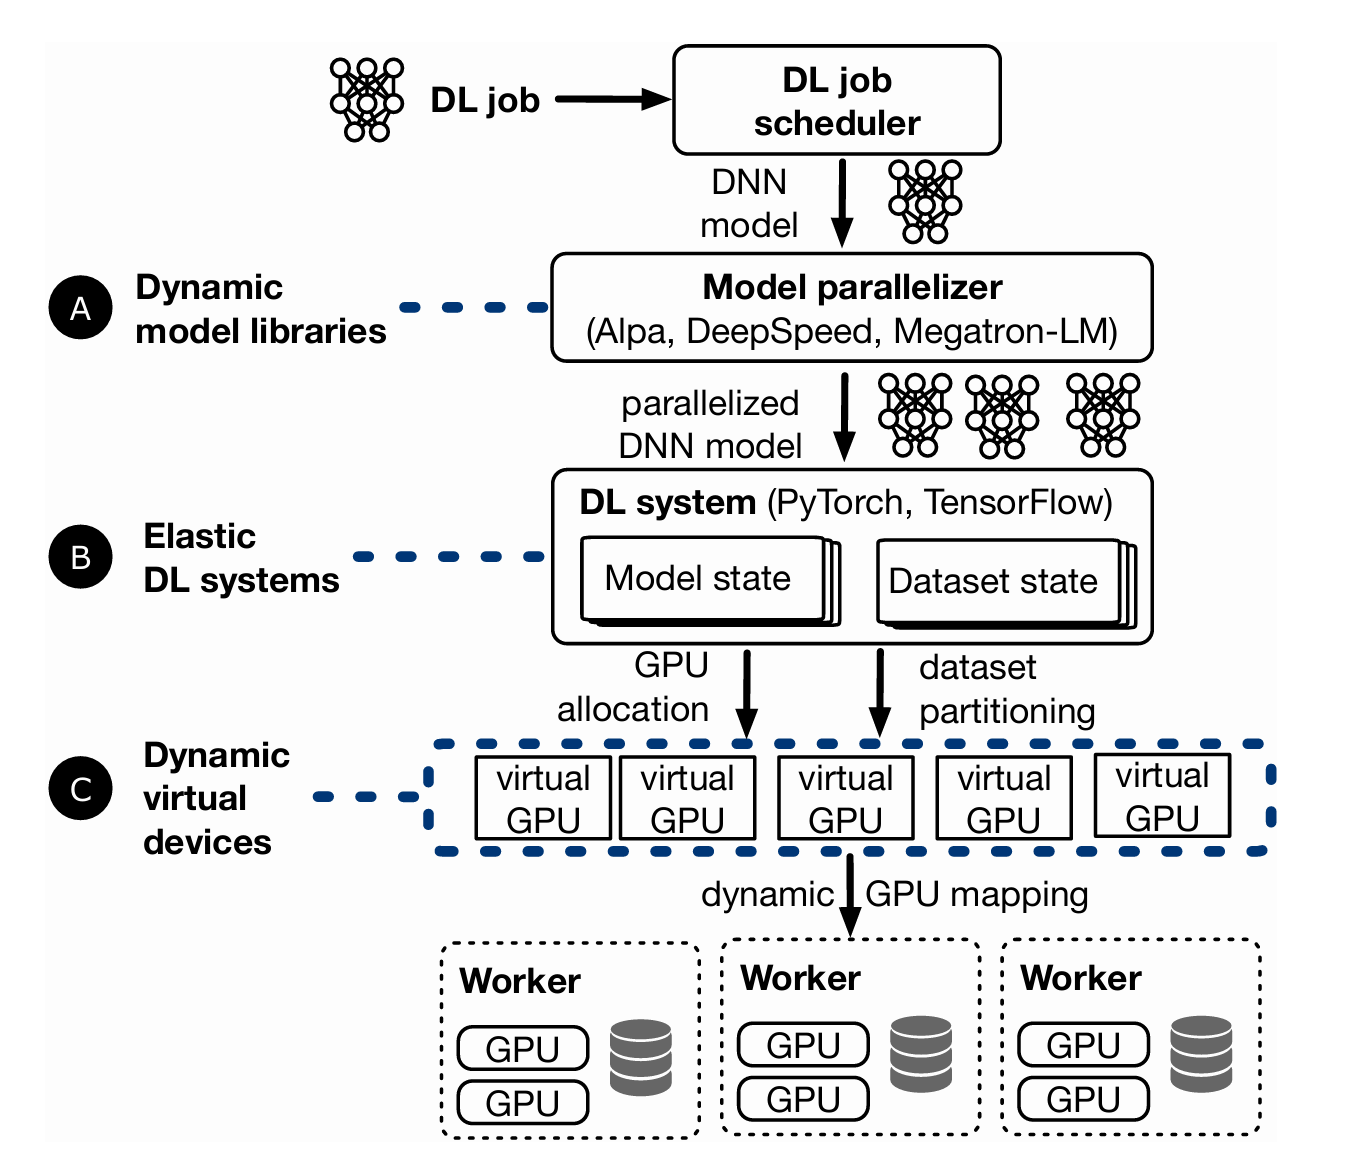 DL job
DL job
scheduler
DNN
model
A
Dynamic
model libraries
Model parallelizer
(Alpa, DeepSpeed, Megatron-LM)
parallelized
DNN model
B
Elastic
DL systems
DL system (PyTorch, TensorFlow)
Model state
Dataset state
GPU
allocation
dataset
partitioning
C
Dynamic
virtual
devices
virtual
GPU
virtual
GPU
virtual
GPU
virtual
GPU
virtual
GPU
dynamic GPU mapping
Worker
GPU
GPU
Worker
GPU
GPU
Worker
GPU
GPU